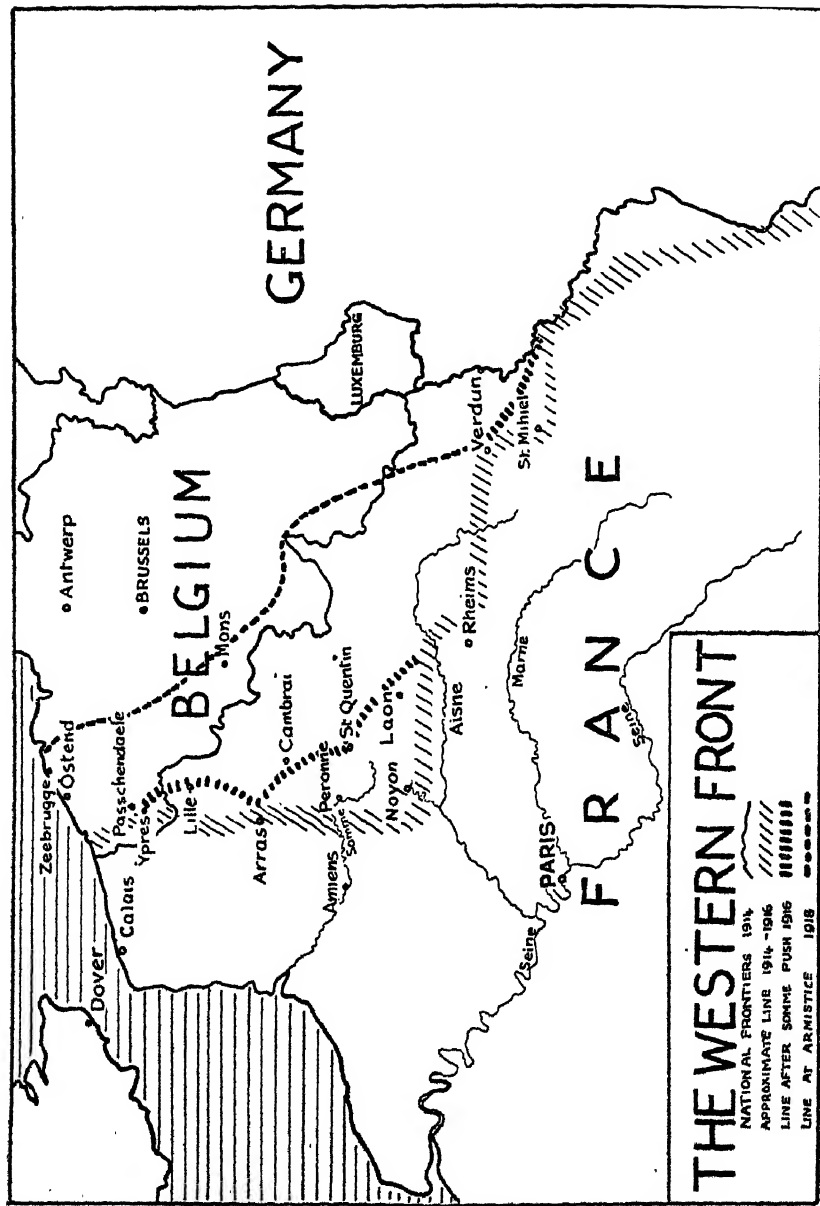 GERMANY
BELGIUM
FRANCE
LUXEMBURG
Dover
Calais
Zeebrugge
Ostend
Antwerp
BRUSSELS
Passchendaele
Ypres
Lille
Mons
Arras
Cambrai
Amiens
Somme
Peronne
St Quentin
Noyon
Laon
Aisne
Rheims
Verdun
St. Mihiel
Marne
PARIS
Seine
Seine
THE WESTERN FRONT
NATIONAL FRONTIERS 1914
APPROXIMATE LINE 1914-1916
LINE AFTER SOMME PUSH 1916
LINE AT ARMISTICE 1918